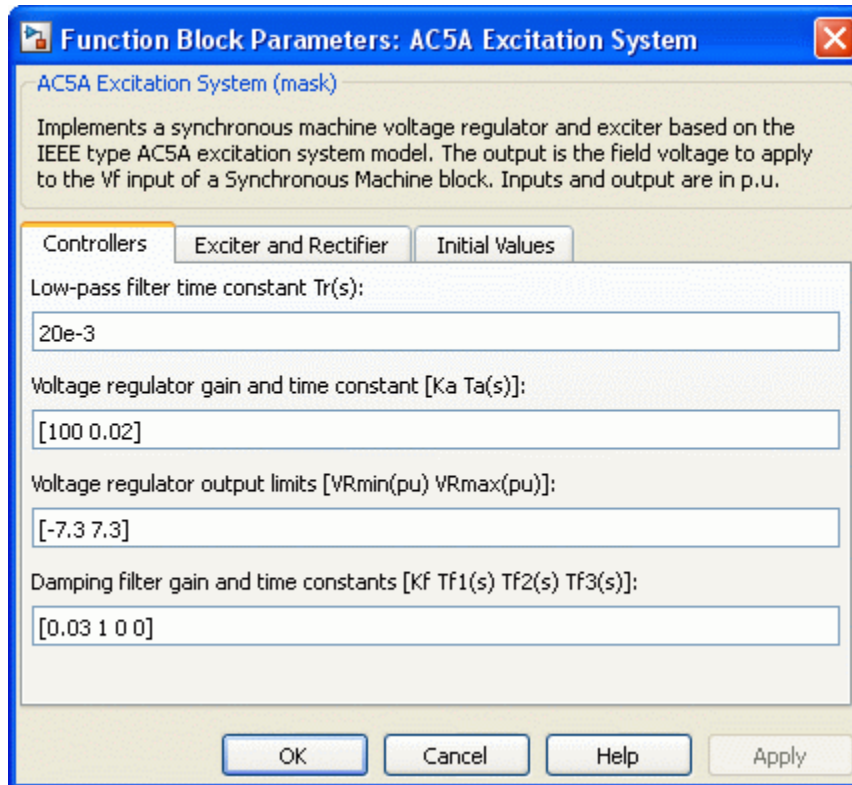 Function Block Parameters: AC5A Excitation System
AC5A Excitation System (mask)
Implements a synchronous machine voltage regulator and exciter based on the
IEEE type AC5A excitation system model. The output is the field voltage to apply
to the Vf input of a Synchronous Machine block. Inputs and output are in p.u.
Controllers Exciter and Rectifier Initial Values
Low-pass filter time constant Tr(s):
20e-3
Voltage regulator gain and time constant [Ka Ta(s)]:
[100 0.02]
Voltage regulator output limits [VRmin(pu) VRmax(pu)]:
[-7.3 7.3]
Damping filter gain and time constants [Kf Tf1(s) Tf2(s) Tf3(s)]:
[0.03 1 0 0]
OK Cancel Help Apply